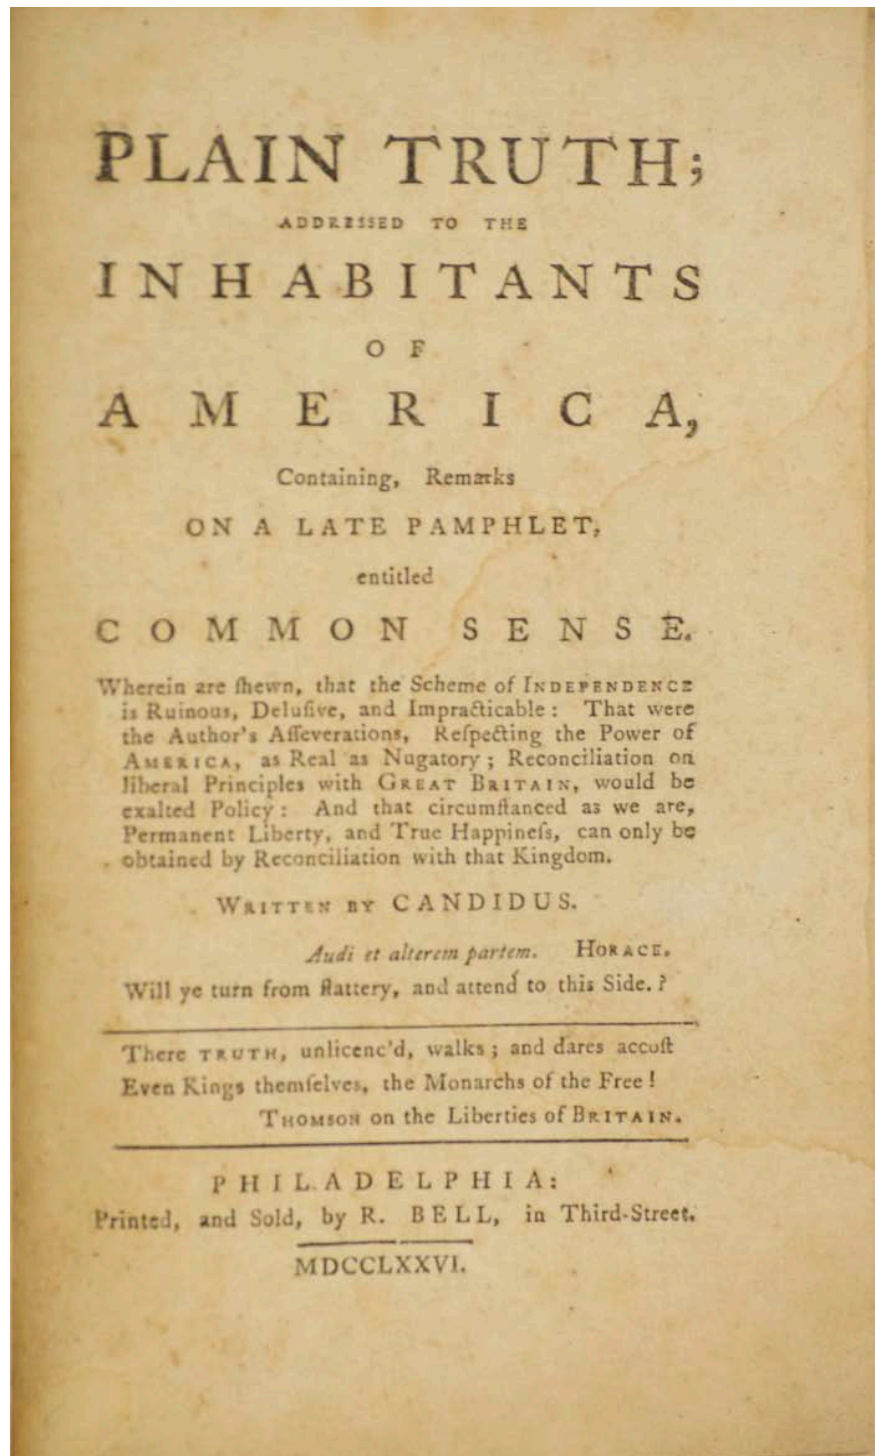 PLAIN TRUTH;
ADDRESSED TO THE
INHABITANTS
OF
AMERICA,
Containing, Remarks
ON A LATE PAMPHLET,
entitled
COMMON SENSE.
Wherein are ſhewn, that the Scheme of INDEPENDENCE
is Ruinous, Deluſive, and Impracticable: That were
the Author's Aſſeverations, Reſpecting the Power of
AMERICA, as Real as Nugatory; Reconciliation on
liberal Principles with GREAT BRITAIN, would be
exalted Policy: And that circumſtanced as we are,
Permanent Liberty, and True Happineſs, can only be
obtained by Reconciliation with that Kingdom.
WRITTEN BY CANDIDUS.
Audi et alterem partem. HORACE.
Will ye turn from flattery, and attend to this Side.?
There TRUTH, unlicenc'd, walks; and dares accoſt
Even Kings themſelves, the Monarchs of the Free!
THOMSON on the Liberties of BRITAIN.
PHILADELPHIA:
Printed, and Sold, by R. BELL, in Third-Street.
MDCCLXXVI.